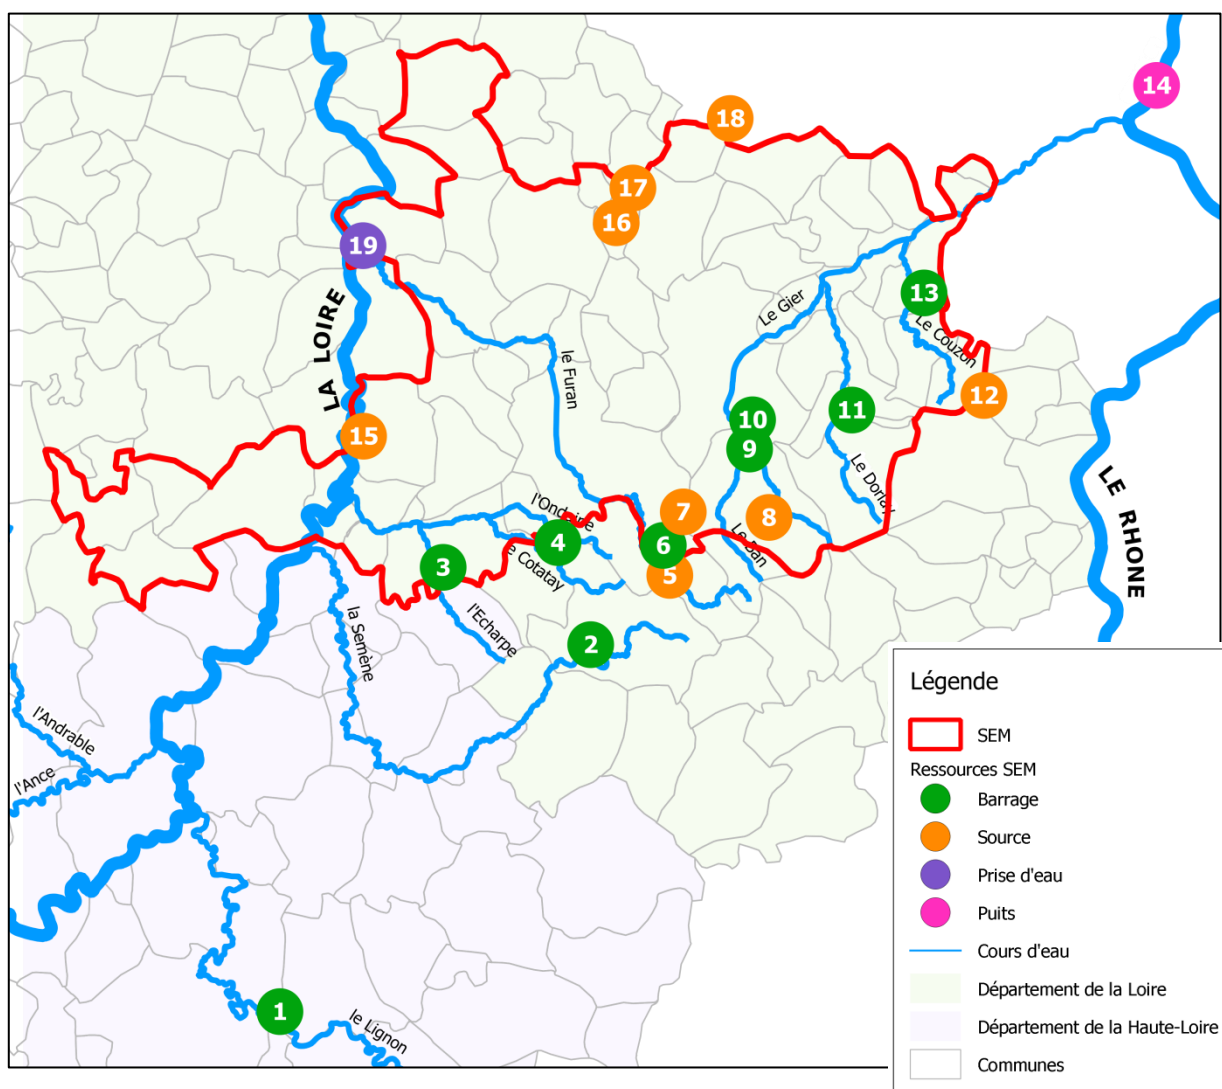 14
18
17
16
19
LA LOIRE
13
Le Gier
Le Couzon
le Furan
12
11
10
9
15
Le Dorlay
LE RHONE
7
8
l'Ondaine
6
4
Le Ban
3
e Cotatay
5
l'Echarpe
la Semène
2
l'Andrable
l'Ance
1
le Lignon
Légende
SEM
Ressources SEM
Barrage
Source
Prise d'eau
Puits
Cours d'eau
Département de la Loire
Département de la Haute-Loire
Communes